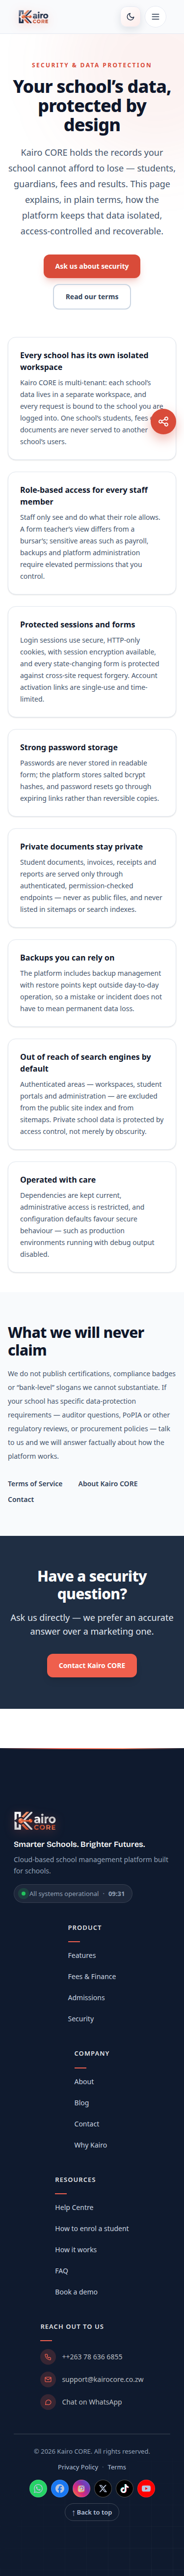 Kairo
CORE
SECURITY & DATA PROTECTION
Your school’s data,
protected by
design
Kairo CORE holds the records your
school cannot afford to lose — students,
guardians, fees and results. This page
explains, in plain terms, how the
platform keeps that data isolated,
access-controlled and recoverable.
Ask us about security
Read our terms
Every school has its own isolated
workspace
Kairo CORE is multi-tenant: each school’s
data lives in a separate workspace, and
every request is bound to the school you are
logged into. One school’s students, fees
documents are never served to another
school’s users.
Role-based access for every staff
member
Staff only see and do what their role allows.
A form teacher’s view differs from a
bursar’s; sensitive areas such as payroll,
backups and platform administration
require elevated permissions that you
control.
Protected sessions and forms
Login sessions use secure, HTTP-only
cookies, with session encryption available,
and every state-changing form is protected
against cross-site request forgery. Account
activation links are single-use and time-
limited.
Strong password storage
Passwords are never stored in readable
form; the platform stores salted bcrypt
hashes, and password resets go through
expiring links rather than reversible copies.
Private documents stay private
Student documents, invoices, receipts and
reports are served only through
authenticated, permission-checked
endpoints — never as public files, and never
listed in sitemaps or search indexes.
Backups you can rely on
The platform includes backup management
with restore points kept outside day-to-day
operation, so a mistake or incident does not
have to mean permanent data loss.
Out of reach of search engines by
default
Authenticated areas — workspaces, student
portals and administration — are excluded
from the public site index and from
sitemaps. Private school data is protected by
access control, not merely by obscurity.
Operated with care
Dependencies are kept current,
administrative access is restricted, and
configuration defaults favour secure
behaviour — such as production
environments running with debug output
disabled.
What we will never
claim
We do not publish certifications, compliance badges
or “bank-level” slogans we cannot substantiate. If
your school has specific data-protection
requirements — auditor questions, PoPIA or other
regulatory reviews, or procurement policies — talk
to us and we will answer factually about how the
platform works.
Terms of Service
About Kairo CORE
Contact
Have a security
question?
Ask us directly — we prefer an accurate
answer over a marketing one.
Contact Kairo CORE
Kairo
CORE
Smarter Schools. Brighter Futures.
Cloud-based school management platform built
for schools.
All systems operational · 09:31
PRODUCT
Features
Fees & Finance
Admissions
Security
COMPANY
About
Blog
Contact
Why Kairo
RESOURCES
Help Centre
How to enrol a student
How it works
FAQ
Book a demo
REACH OUT TO US
++263 78 636 6855
support@kairocore.co.zw
Chat on WhatsApp
© 2026 Kairo CORE. All rights reserved.
Privacy Policy · Terms
↑ Back to top